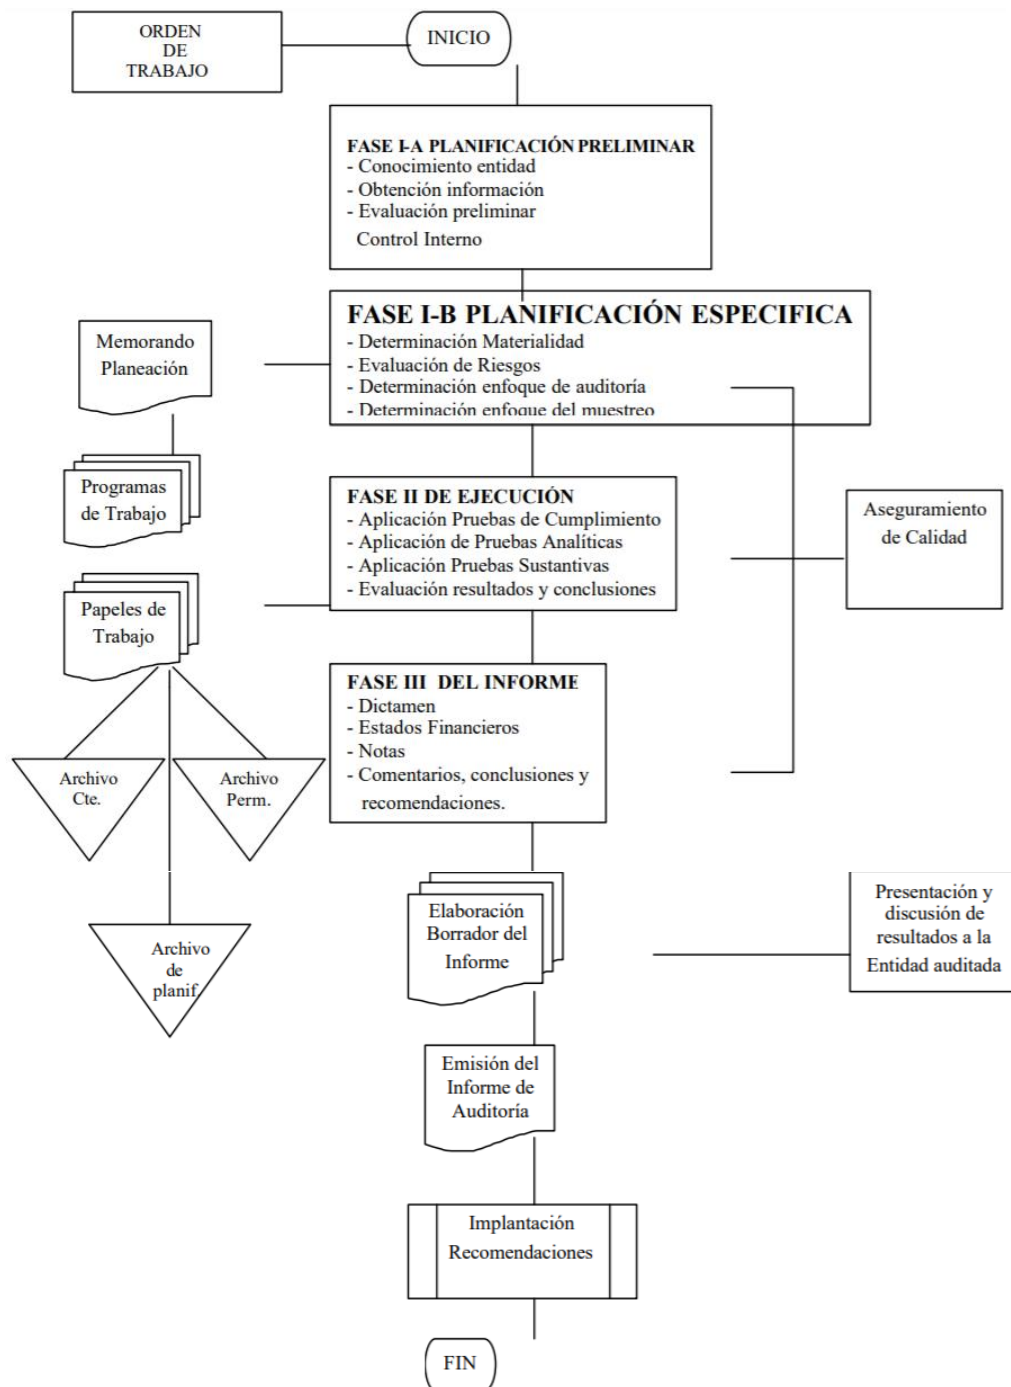 ORDEN
DE
TRABAJO
INICIO
FASE I-A PLANIFICACIÓN PRELIMINAR
- Conocimiento entidad
- Obtención información
- Evaluación preliminar
Control Interno
FASE I-B PLANIFICACIÓN ESPECIFICA
- Determinación Materialidad
- Evaluación de Riesgos
- Determinación enfoque de auditoría
- Determinación enfoque del muestreo
Memorando
Planeación
Programas
de Trabajo
FASE II DE EJECUCIÓN
- Aplicación Pruebas de Cumplimiento
- Aplicación de Pruebas Analíticas
- Aplicación Pruebas Sustantivas
- Evaluación resultados y conclusiones
Aseguramiento
de Calidad
Papeles de
Trabajo
FASE III DEL INFORME
- Dictamen
- Estados Financieros
- Notas
- Comentarios, conclusiones y
recomendaciones.
Archivo
Cte.
Archivo
Perm.
Archivo
de
planif.
Elaboración
Borrador del
Informe
Presentación y
discusión de
resultados a la
Entidad auditada
Emisión del
Informe de
Auditoría
Implantación
Recomendaciones
FIN